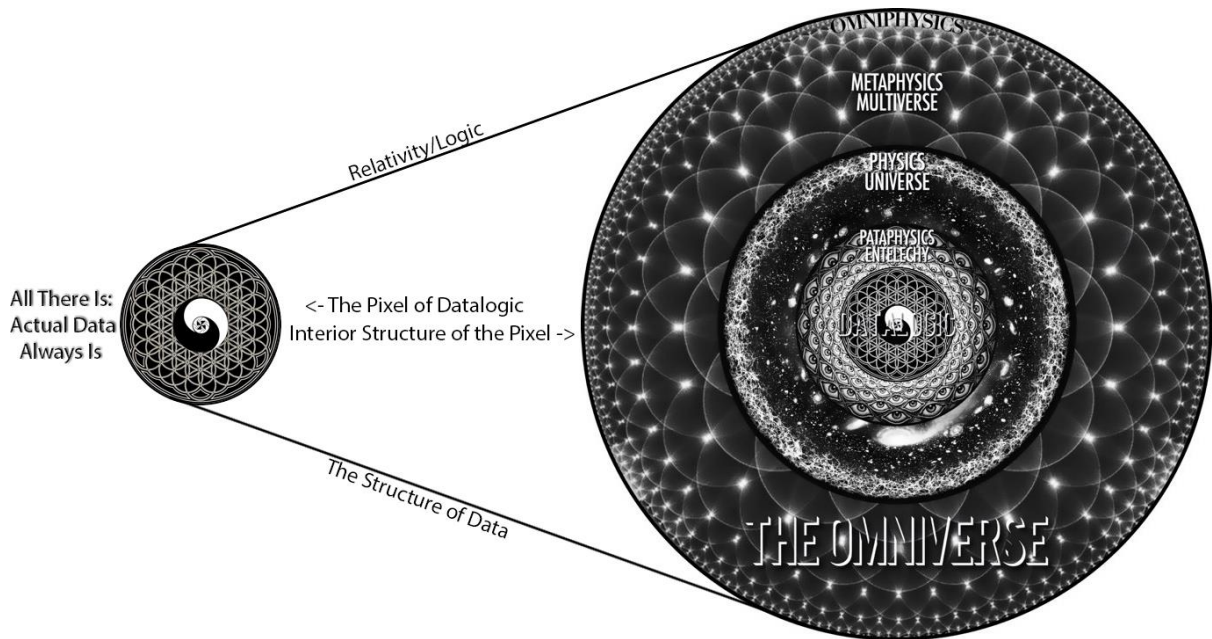 OMNIPHYSICS
METAPHYSICS
MULTIVERSE
Relativity/Logic
PHYSICS
UNIVERSE
PATAPHYSICS
ENTELECHY
All There Is:
Actual Data
Always Is
<- The Pixel of Datalogic
Interior Structure of the Pixel ->
DATALOGIC
The Structure of Data
THE OMNIVERSE